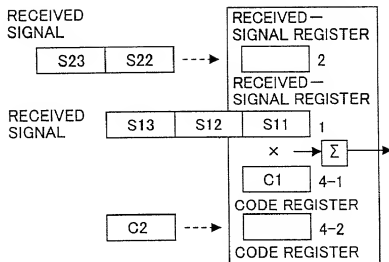 RECEIVED
SIGNAL
RECEIVED—
SIGNAL REGISTER
S23 S22 2
RECEIVED
SIGNAL
RECEIVED—
SIGNAL REGISTER
S13 S12 S11 1
× Σ
C1 4-1
CODE REGISTER
C2 4-2
CODE REGISTER